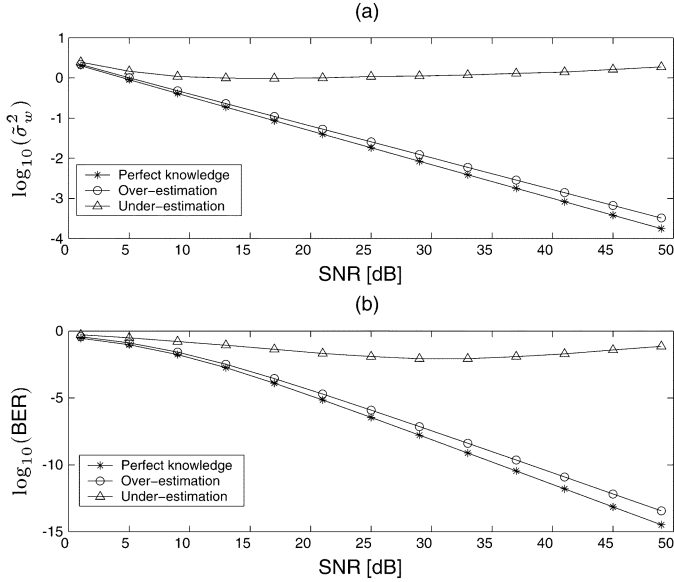 (a)
1
0
-1
-2
-3
-4
log10(σ̃²w)
Perfect knowledge
Over-estimation
Under-estimation
0 5 10 15 20 25 30 35 40 45 50
SNR [dB]
(b)
0
-5
-10
-15
log10(BER)
Perfect knowledge
Over-estimation
Under-estimation
0 5 10 15 20 25 30 35 40 45 50
SNR [dB]